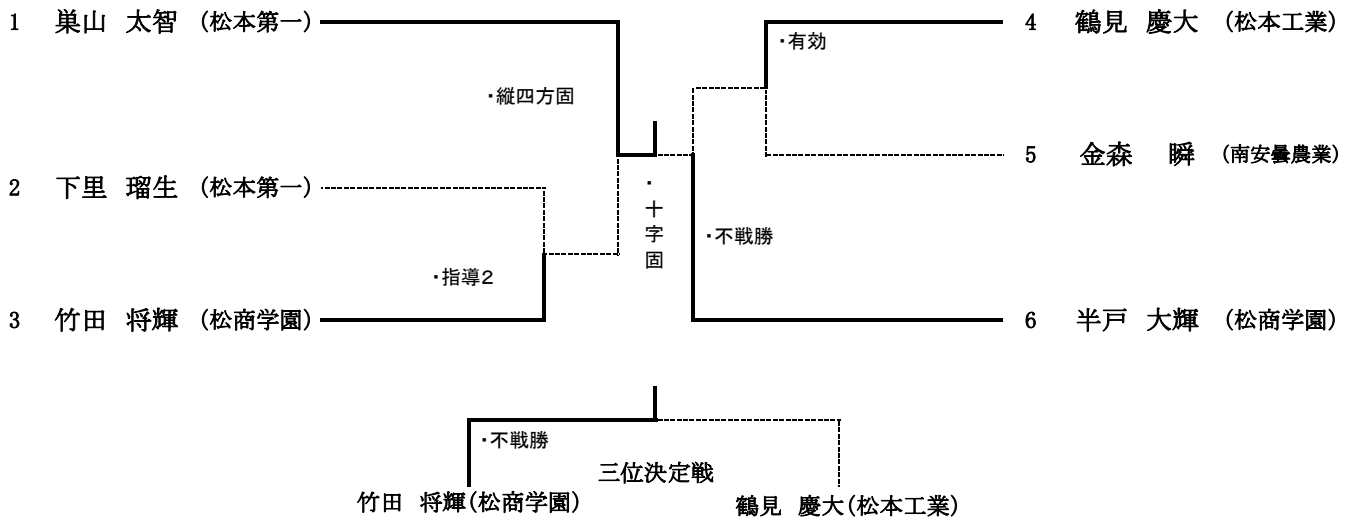 1 巣山 太智 (松本第一)
4 鶴見 慶大 (松本工業)
・有効
・縦四方固
5 金森 瞬 (南安曇農業)
2 下里 瑠生 (松本第一)
・十字固
・不戦勝
・指導2
3 竹田 将輝 (松商学園)
6 半戸 大輝 (松商学園)
・不戦勝
三位決定戦
竹田 将輝(松商学園)
鶴見 慶大(松本工業)